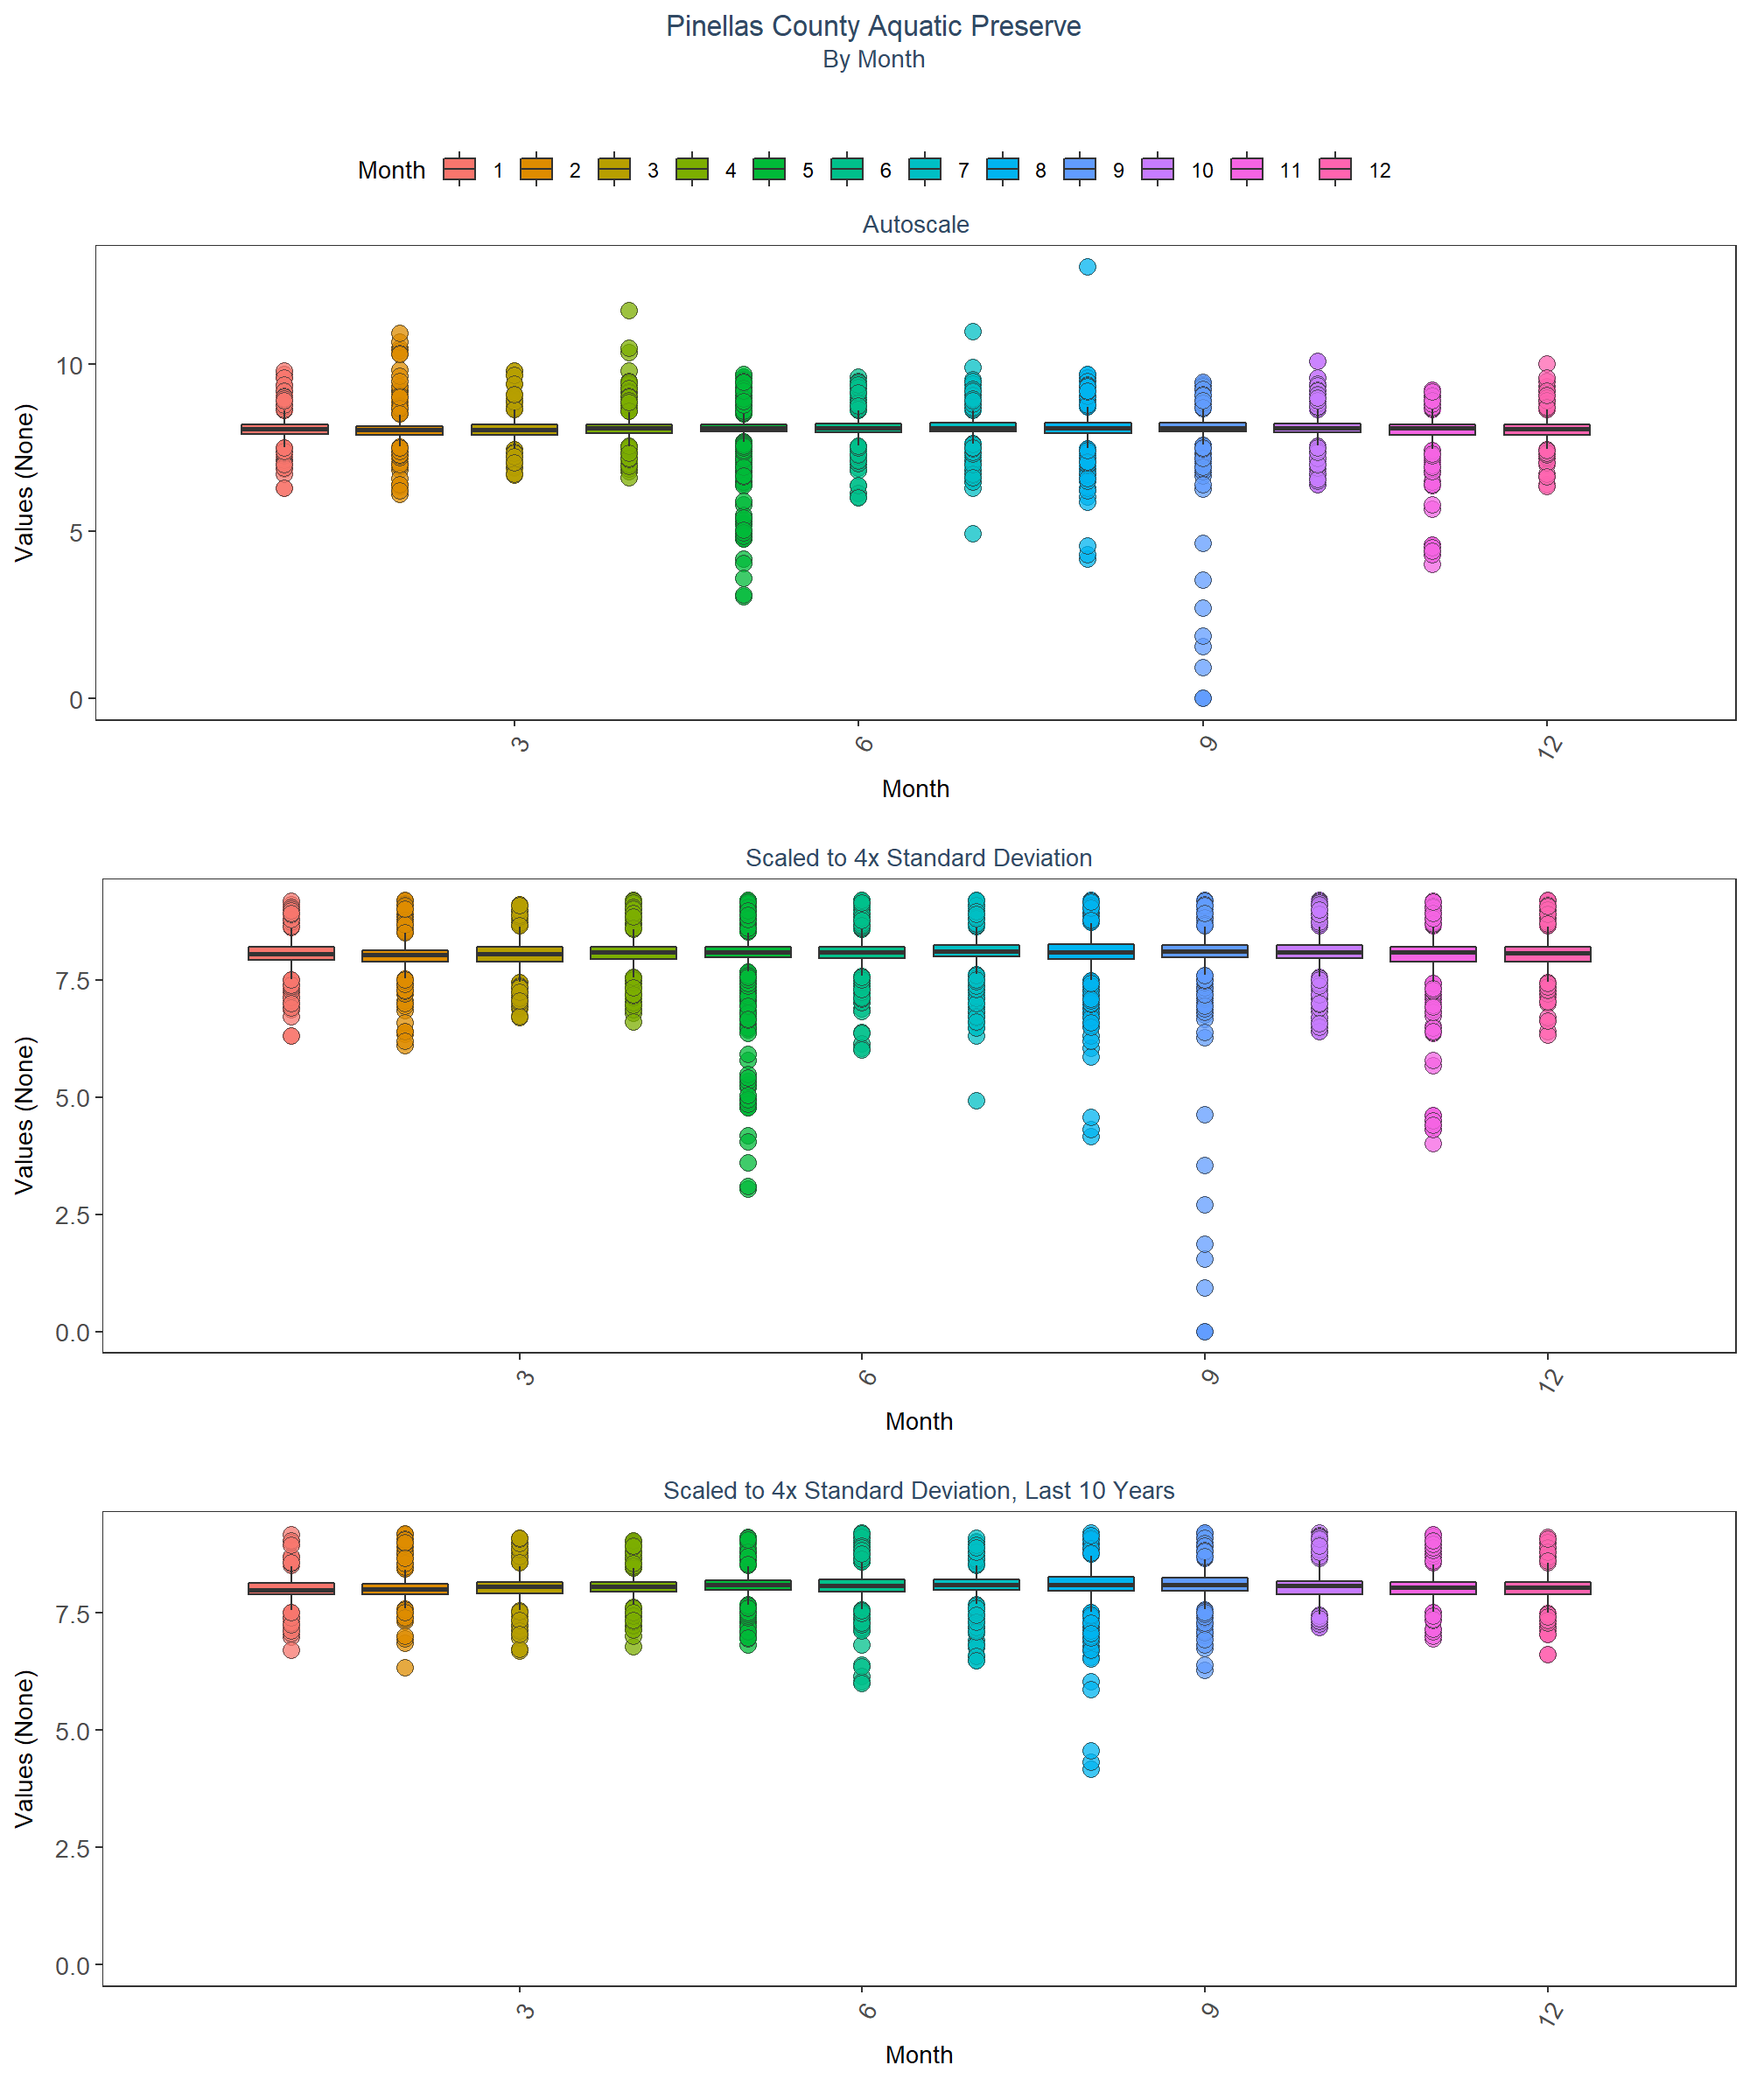 Pinellas County Aquatic Preserve
By Month
Month 1 2 3 4 5 6 7 8 9 10 11 12
Autoscale
Values (None)
10
5
0
3 6 9 12
Month
Scaled to 4x Standard Deviation
Values (None)
7.5
5.0
2.5
0.0
3 6 9 12
Month
Scaled to 4x Standard Deviation, Last 10 Years
Values (None)
7.5
5.0
2.5
0.0
3 6 9 12
Month